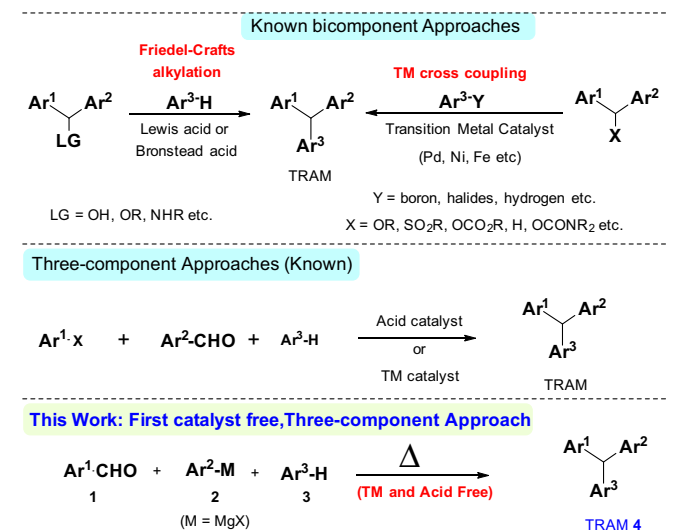 Known bicomponent Approaches
Friedel-Crafts
alkylation
TM cross coupling
Ar1 Ar2
LG
Ar3-H
Lewis acid or
Bronstead acid
Ar1 Ar2
Ar3
TRAM
Ar3-Y
Transition Metal Catalyst
(Pd, Ni, Fe etc)
Ar1 Ar2
X
LG = OH, OR, NHR etc.
Y = boron, halides, hydrogen etc.
X = OR, SO2R, OCO2R, H, OCONR2 etc.
Three-component Approaches (Known)
Ar1-X + Ar2-CHO + Ar3-H
Acid catalyst
or
TM catalyst
Ar1 Ar2
Ar3
TRAM
This Work: First catalyst free,Three-component Approach
Ar1-CHO + Ar2-M + Ar3-H
1 2 3
(M = MgX)
Δ
(TM and Acid Free)
Ar1 Ar2
Ar3
TRAM 4